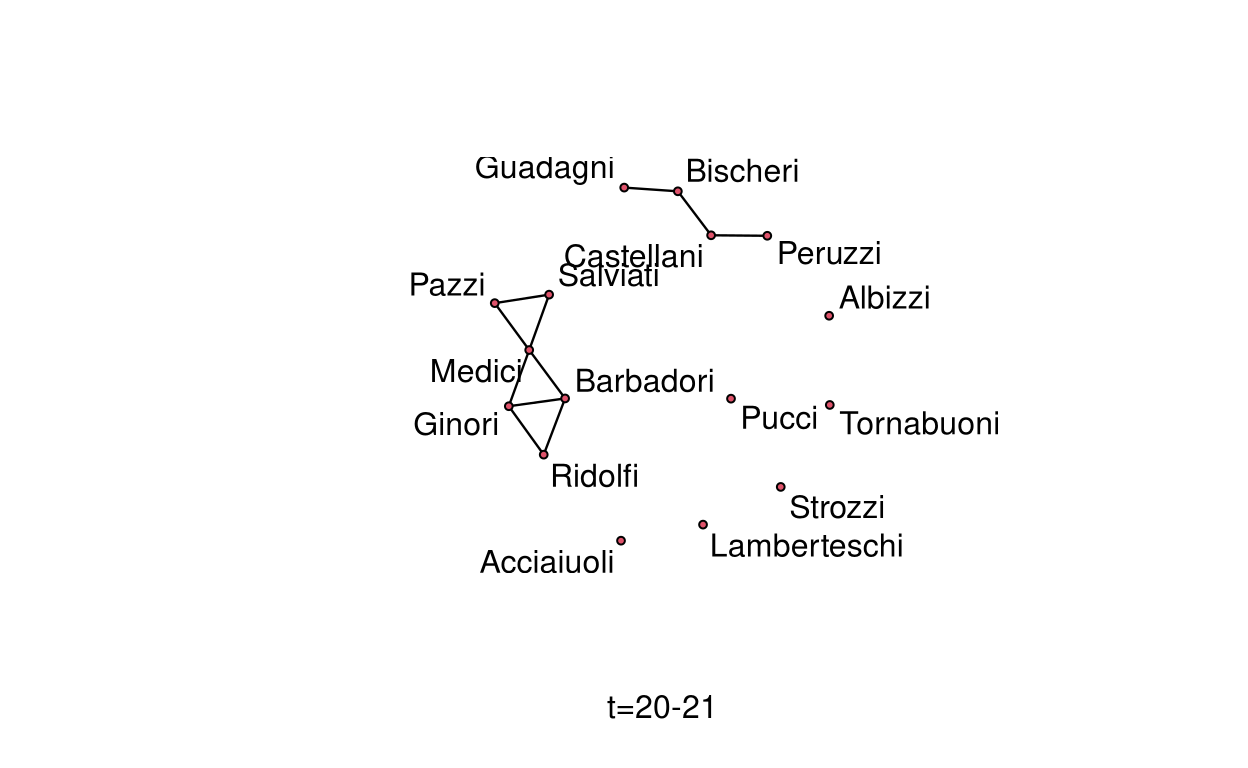 Guadagni
Bischeri
Castellani
Peruzzi
Salviati
Pazzi
Albizzi
Medici
Barbadori
Pucci
Tornabuoni
Ginori
Ridolfi
Strozzi
Lamberteschi
Acciaiuoli
t=20-21